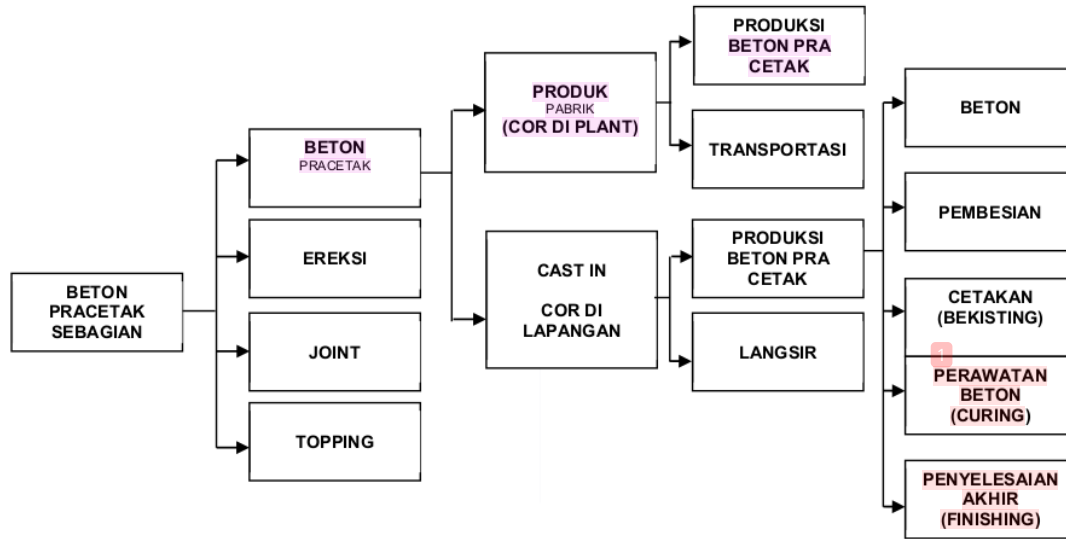 BETON
PRACETAK
SEBAGIAN
BETON
PRACETAK
EREKSI
JOINT
TOPPING
PRODUK
PABRIK
(COR DI PLANT)
CAST IN
COR DI
LAPANGAN
PRODUKSI
BETON PRA
CETAK
TRANSPORTASI
PRODUKSI
BETON PRA
CETAK
LANGSIR
BETON
PEMBESIAN
CETAKAN
(BEKISTING)
1
PERAWATAN
BETON
(CURING)
PENYELESAIAN
AKHIR
(FINISHING)